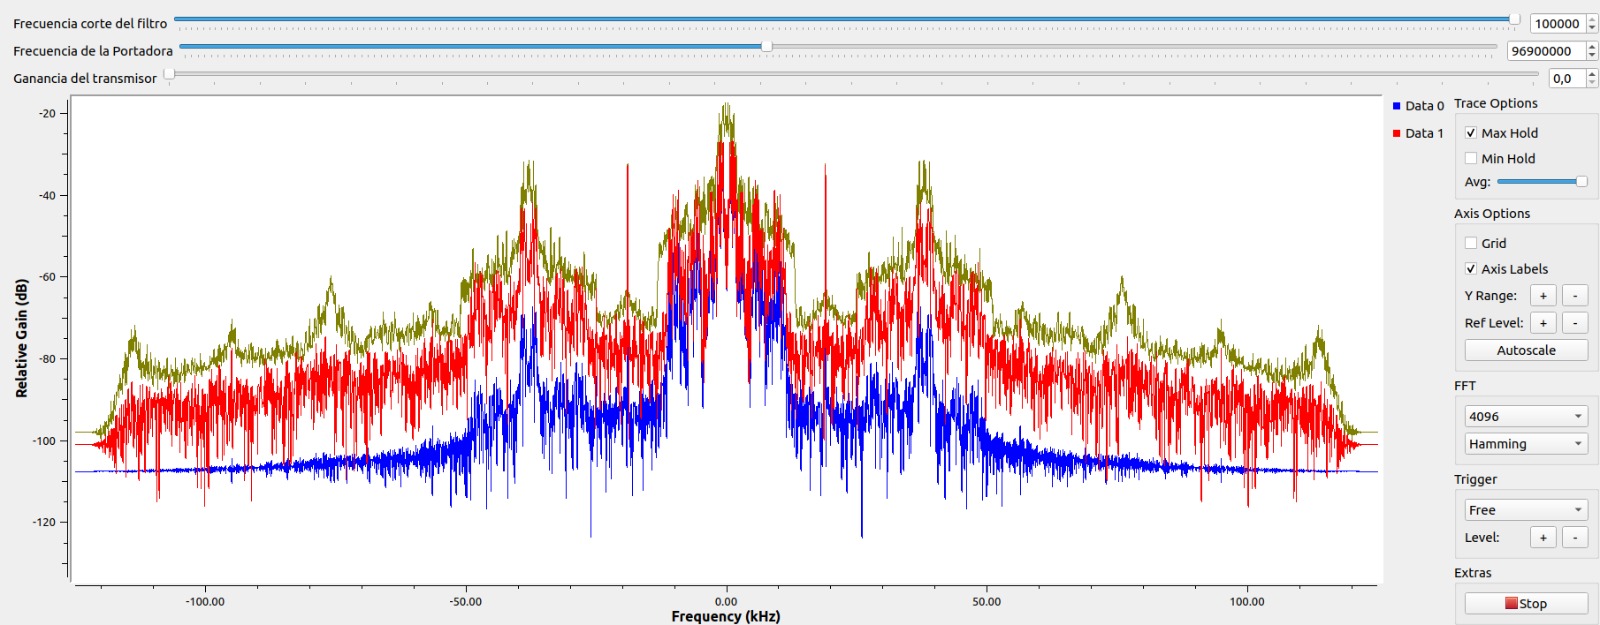 Frecuencia corte del filtro 100000
Frecuencia de la Portadora 96900000
Ganancia del transmisor 0,0
Data 0
Data 1
Trace Options
Max Hold
Min Hold
Avg:
Axis Options
Grid
Axis Labels
Y Range: + -
Ref Level: + -
Autoscale
FFT
4096
Hamming
Trigger
Free
Level: + -
Extras
Stop
Relative Gain (dB)
-20
-40
-60
-80
-100
-120
-100.00 -50.00 0.00 50.00 100.00
Frequency (kHz)